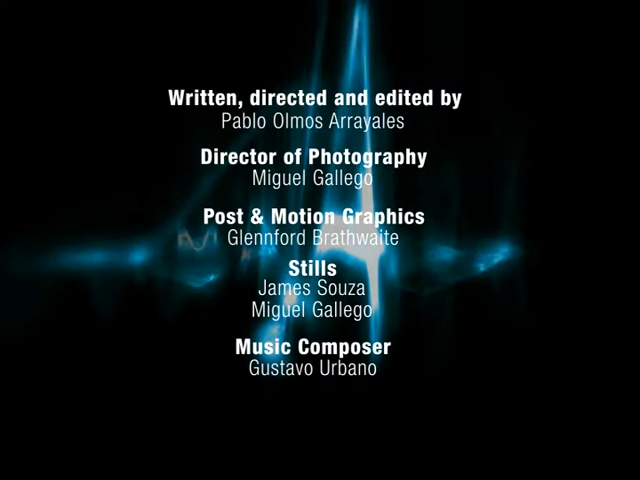 Written, directed and edited by
Pablo Olmos Arrayales
Director of Photography
Miguel Gallego
Post & Motion Graphics
Glennford Brathwaite
Stills
James Souza
Miguel Gallego
Music Composer
Gustavo Urbano